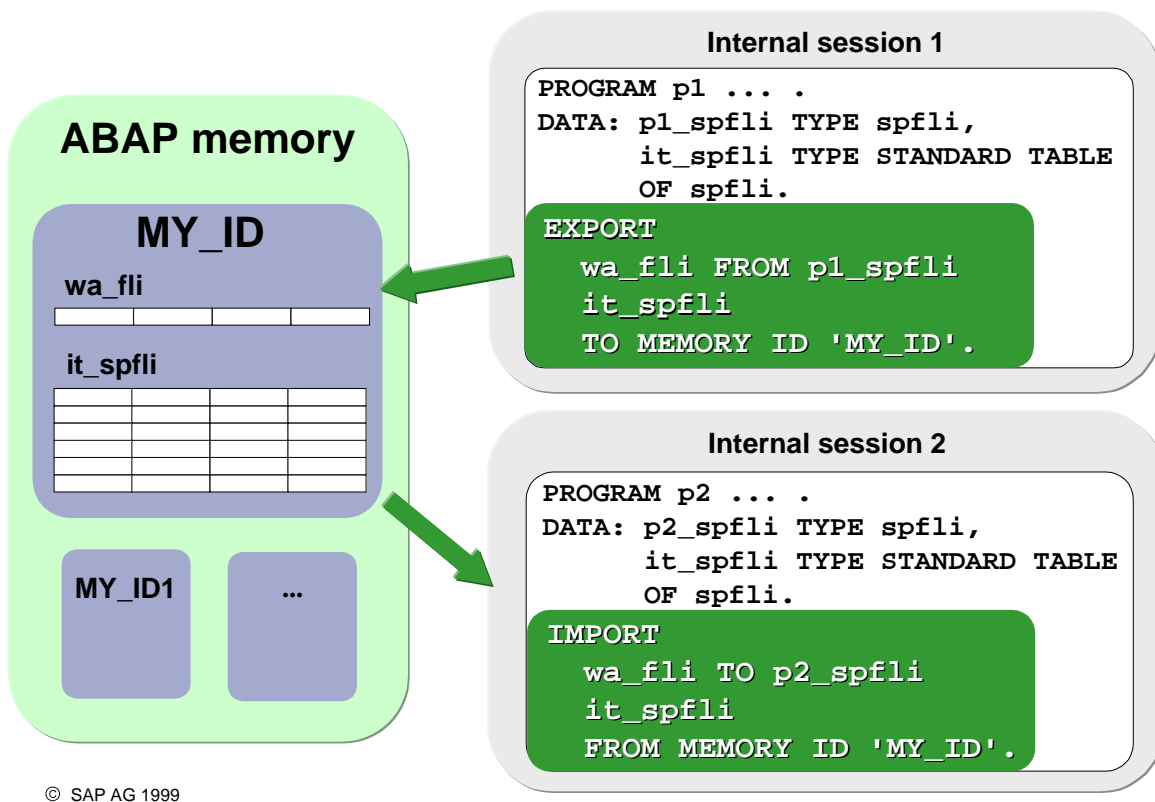 ABAP memory
MY_ID
wa_fli
it_spfli
MY_ID1
...
Internal session 1
PROGRAM p1 ... .
DATA: p1_spfli TYPE spfli,
it_spfli TYPE STANDARD TABLE
OF spfli.
EXPORT
wa_fli FROM p1_spfli
it_spfli
TO MEMORY ID 'MY_ID'.
Internal session 2
PROGRAM p2 ... .
DATA: p2_spfli TYPE spfli,
it_spfli TYPE STANDARD TABLE
OF spfli.
IMPORT
wa_fli TO p2_spfli
it_spfli
FROM MEMORY ID 'MY_ID'.
© SAP AG 1999